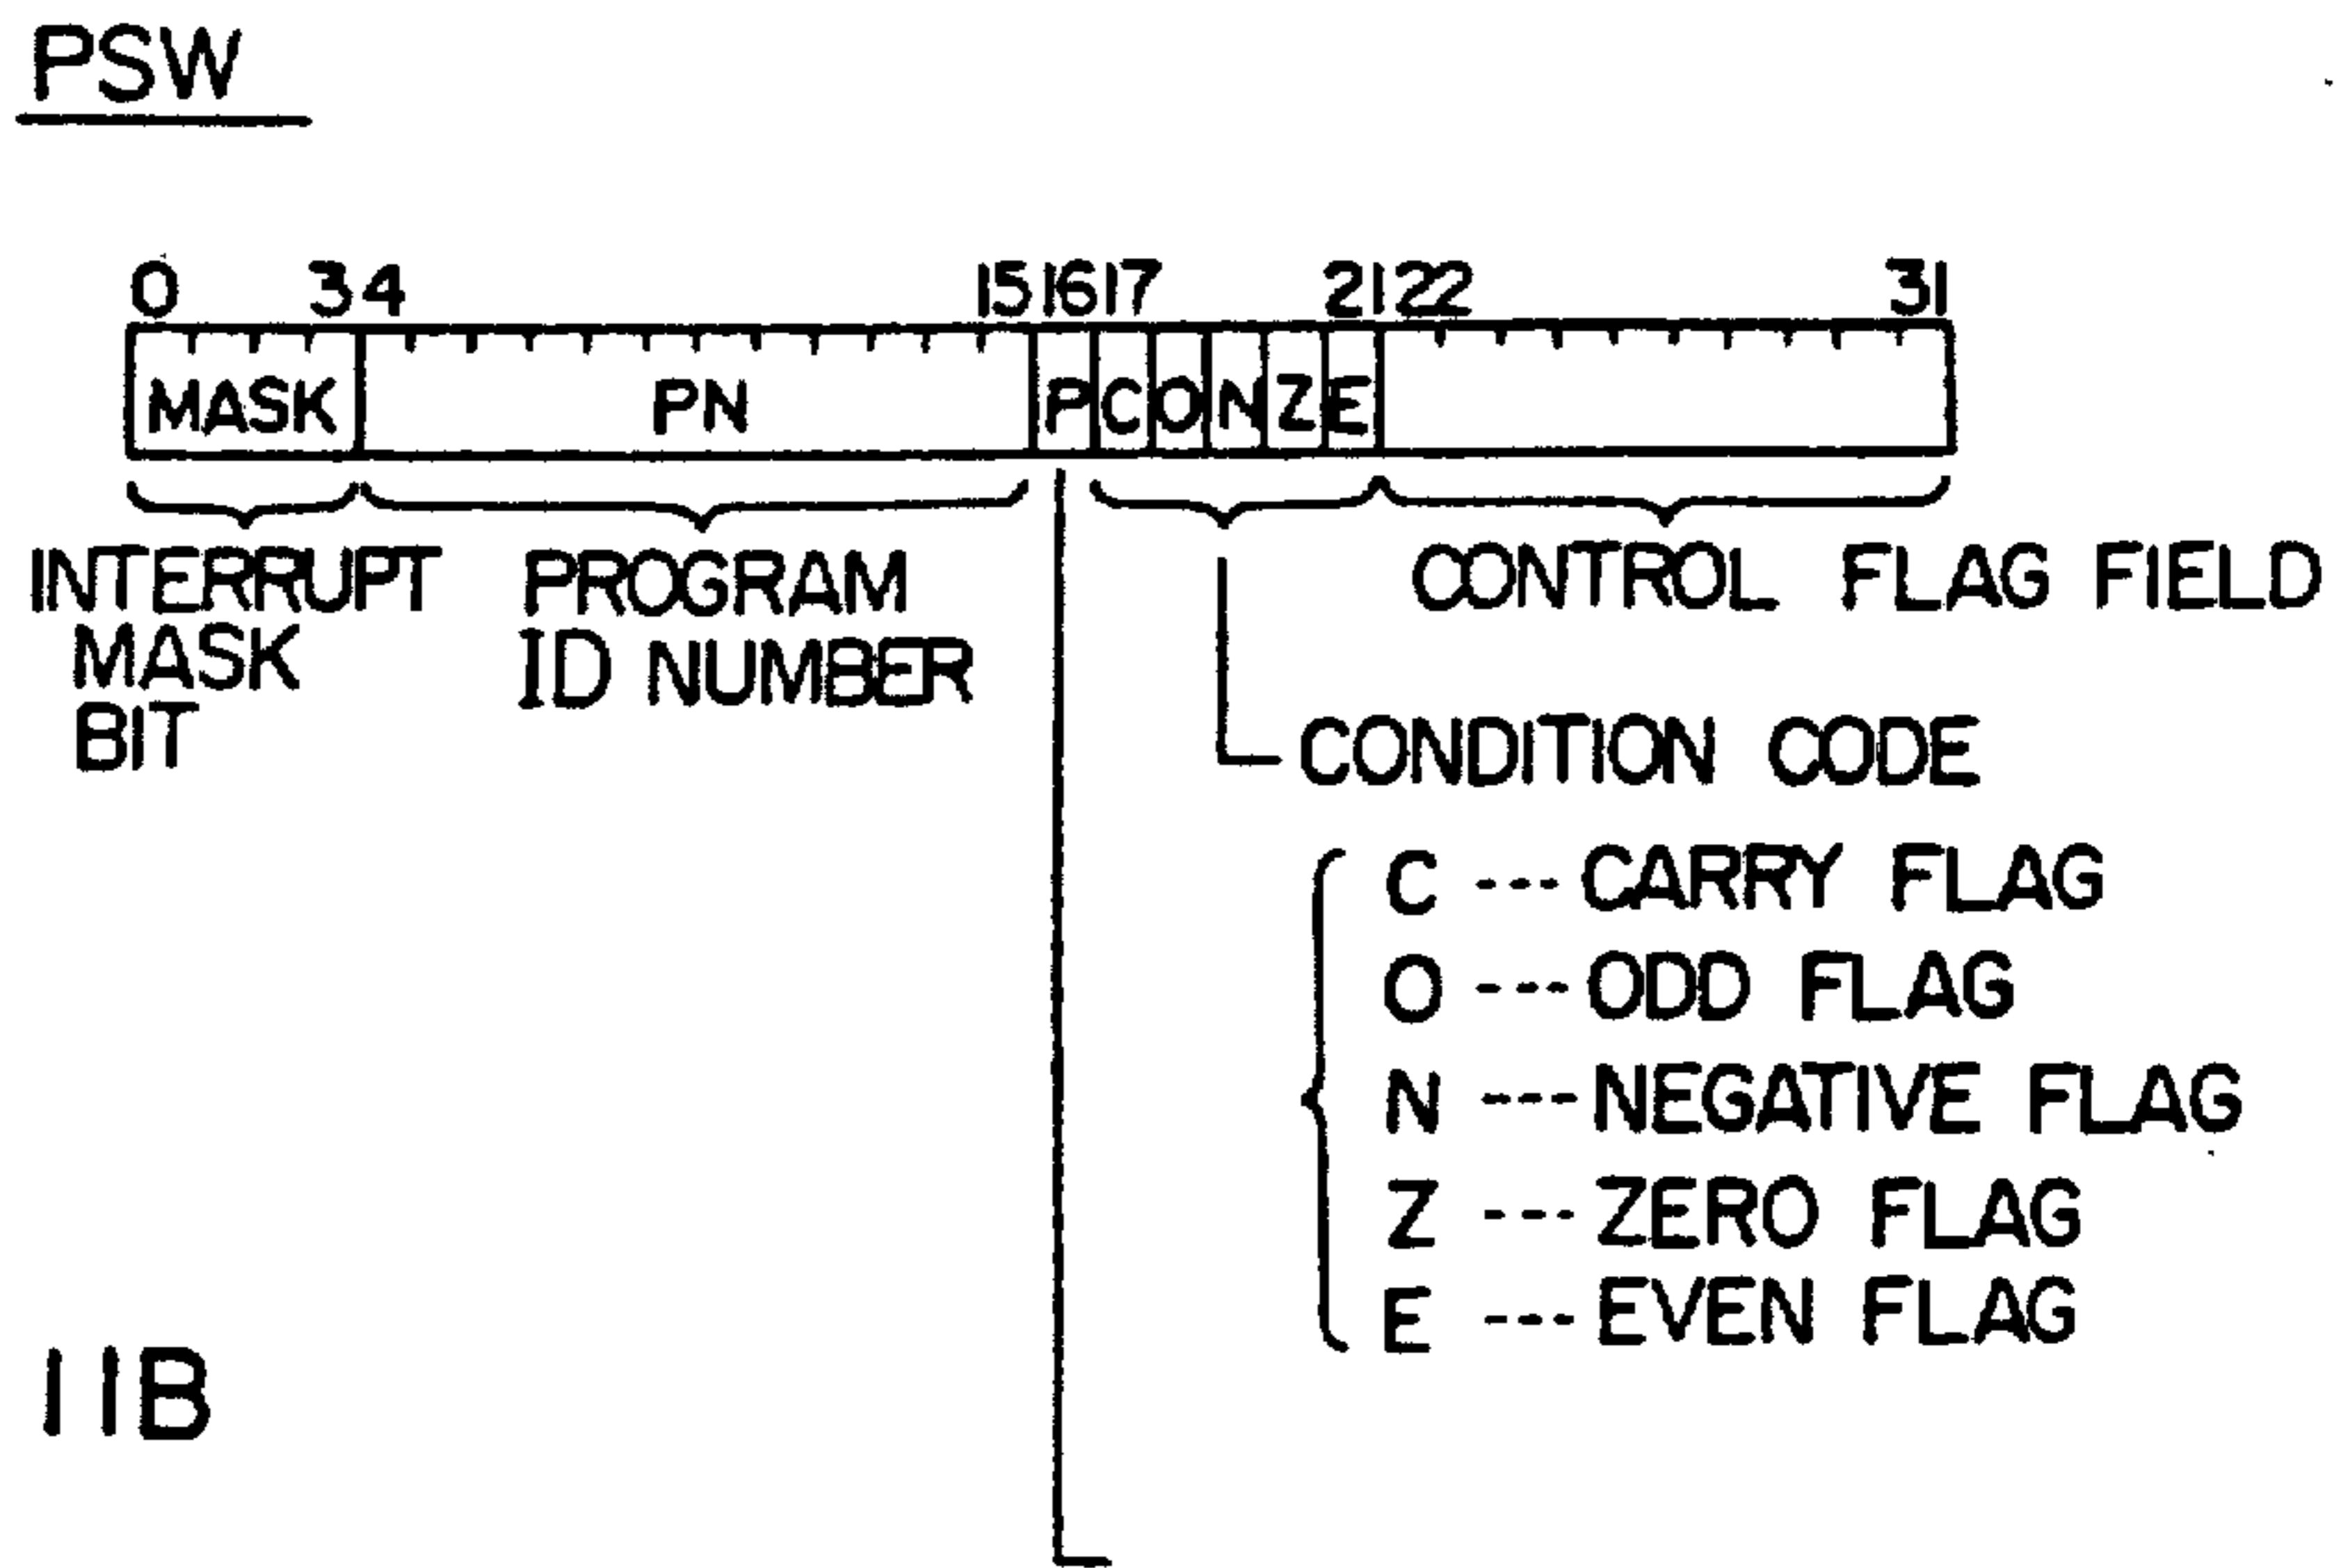 PSW
0 3 4 15 16 17 21 22 31
MASK PN P C O N Z E
INTERRUPT
MASK
BIT
PROGRAM
ID NUMBER
CONTROL FLAG FIELD
CONDITION CODE
C --- CARRY FLAG
O --- ODD FLAG
N --- NEGATIVE FLAG
Z --- ZERO FLAG
E --- EVEN FLAG
11B